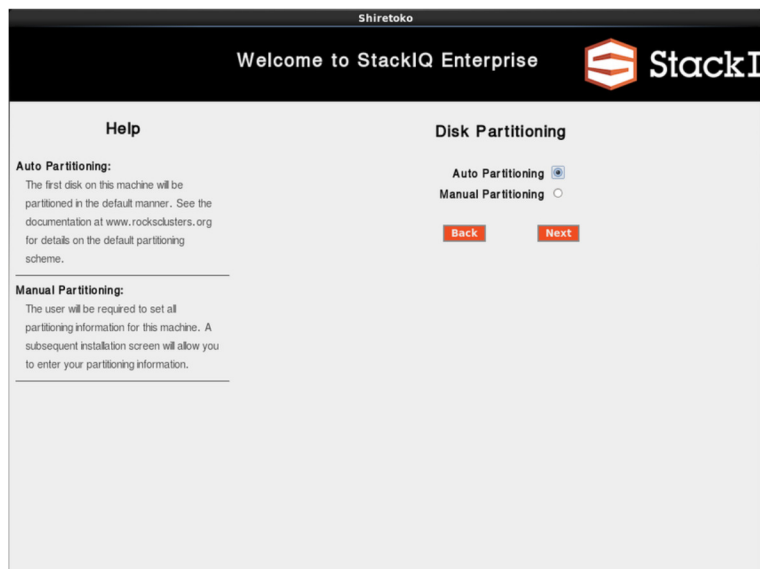 Shiretoko
Welcome to StackIQ Enterprise
StackI
Help
Auto Partitioning:
The first disk on this machine will be
partitioned in the default manner. See the
documentation at www.rocksclusters.org
for details on the default partitioning
scheme.
Manual Partitioning:
The user will be required to set all
partitioning information for this machine. A
subsequent installation screen will allow you
to enter your partitioning information.
Disk Partitioning
Auto Partitioning
Manual Partitioning
Back Next